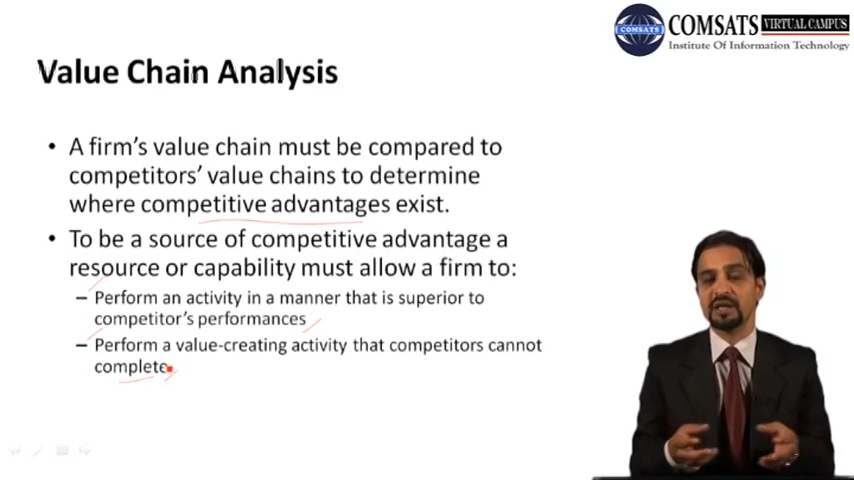 COMSATS VIRTUAL CAMPUS
Institute Of Information Technology
COMSATS
Value Chain Analysis
• A firm's value chain must be compared to
competitors' value chains to determine
where competitive advantages exist.
• To be a source of competitive advantage a
resource or capability must allow a firm to:
– Perform an activity in a manner that is superior to
competitor's performances
– Perform a value-creating activity that competitors cannot
complete